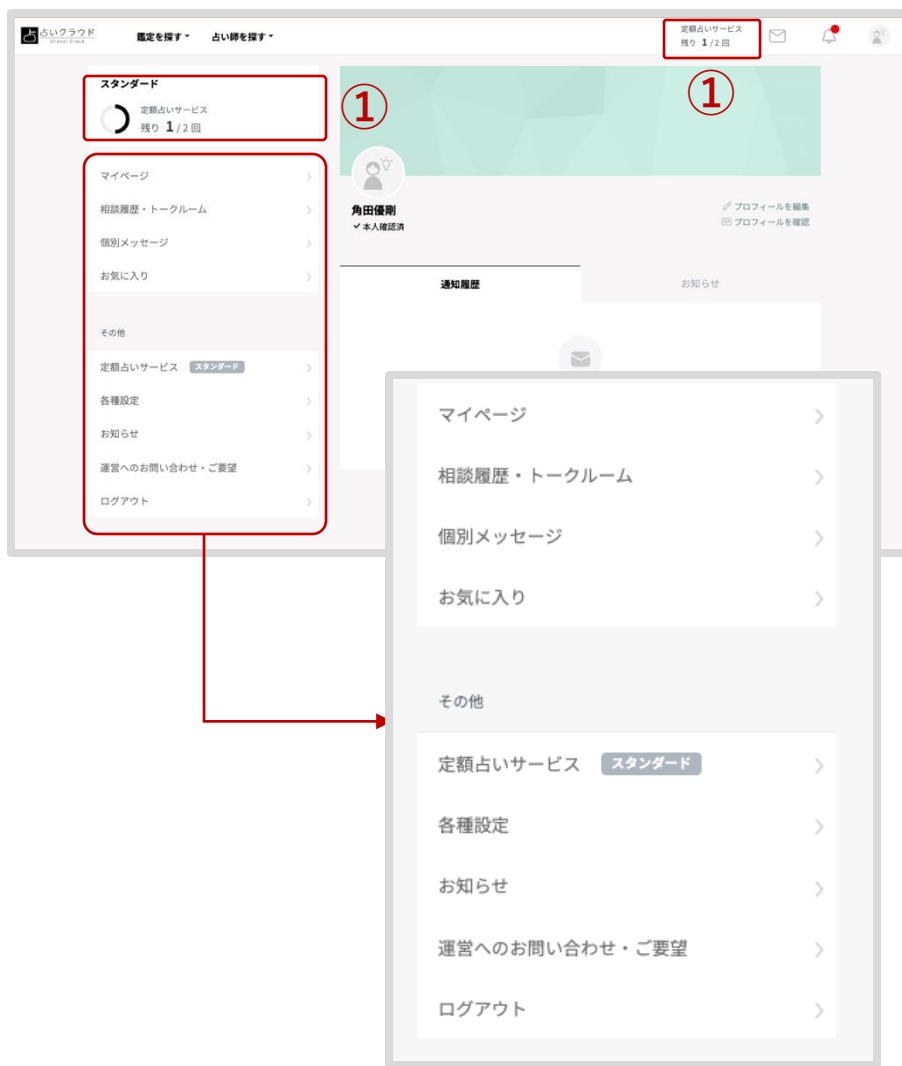 占いクラウド
Uranai Cloud
鑑定を探す
占い師を探す
定額占いサービス
残り 1 / 2 回
スタンダード
定額占いサービス
残り 1 / 2 回
①
①
マイページ
相談履歴・トークルーム
個別メッセージ
お気に入り
その他
定額占いサービス スタンダード
各種設定
お知らせ
運営へのお問い合わせ・ご要望
ログアウト
角田優剛
本人確認済
プロフィールを編集
プロフィールを確認
通知履歴
お知らせ
マイページ
相談履歴・トークルーム
個別メッセージ
お気に入り
その他
定額占いサービス スタンダード
各種設定
お知らせ
運営へのお問い合わせ・ご要望
ログアウト